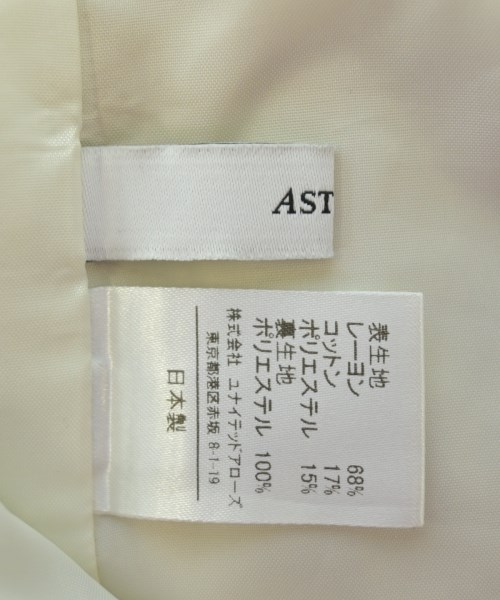 AST
表生地
レーヨン 68%
コットン 17%
ポリエステル 15%
裏生地
ポリエステル 100%
株式会社 ユナイテッドアローズ
東京都港区赤坂 8-1-19
日本製